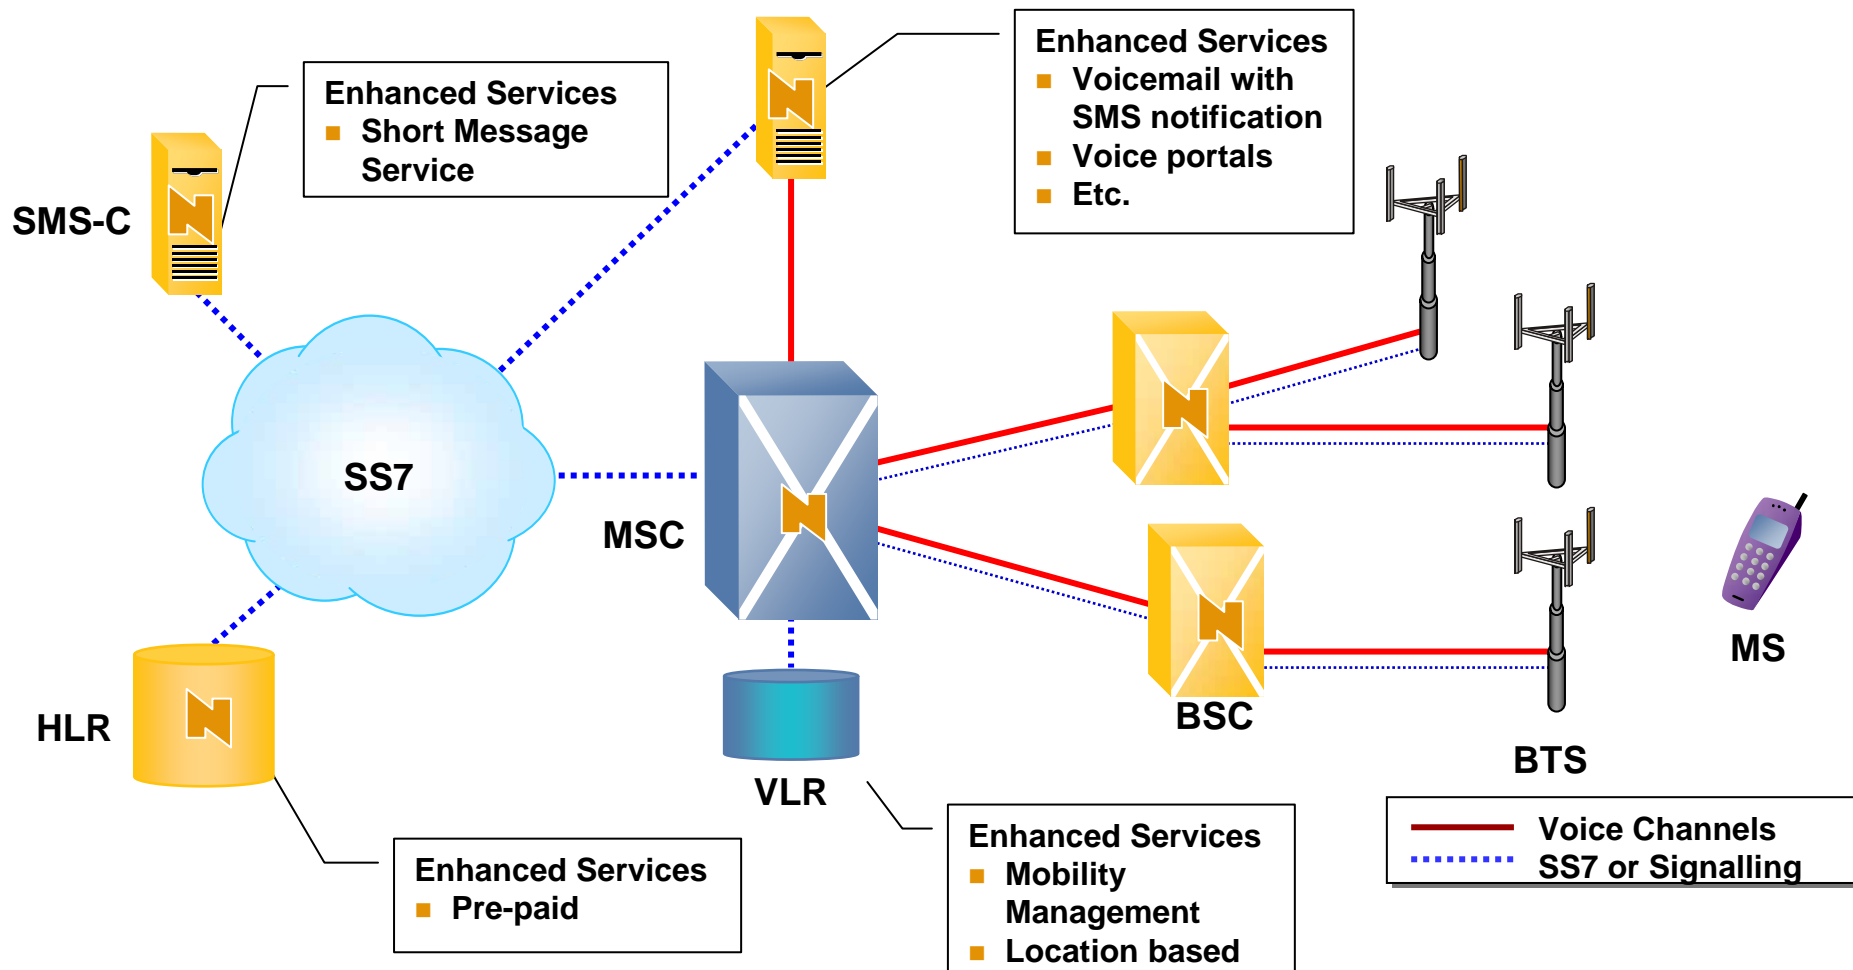 Enhanced Services
Short Message
Service
Enhanced Services
Voicemail with
SMS notification
Voice portals
Etc.
SMS-C
SS7
MSC
HLR
VLR
BSC
BTS
MS
Enhanced Services
Pre-paid
Enhanced Services
Mobility
Management
Location based
Voice Channels
SS7 or Signalling